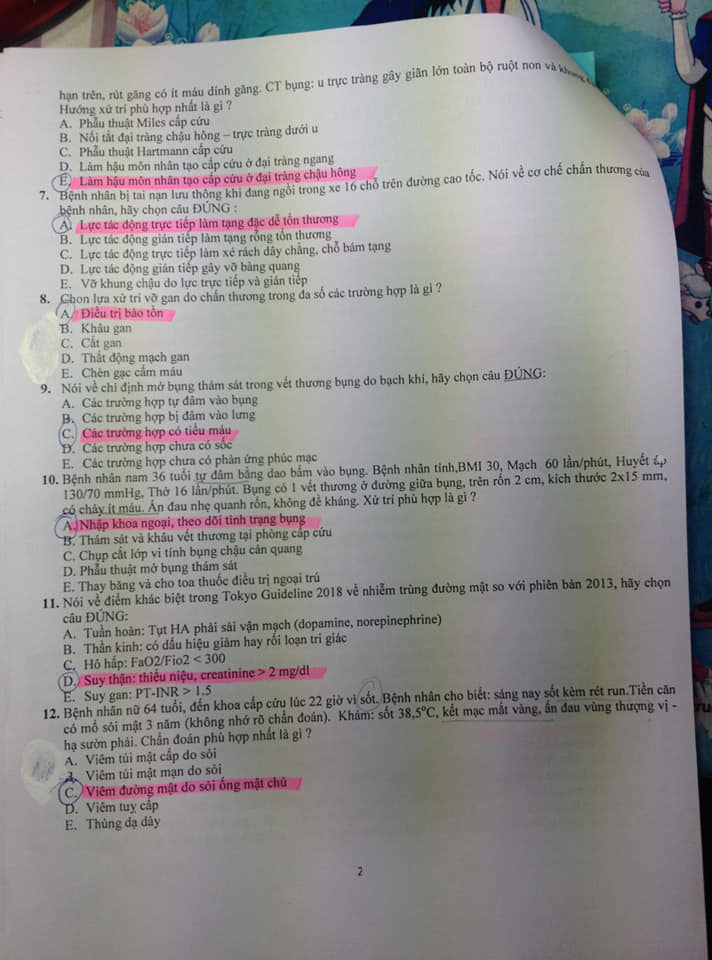 hạn trên, rút găng có ít máu dính găng. CT bụng: u trực tràng gây giãn lớn toàn bộ ruột non và khung
Hướng xử trí phù hợp nhất là gì ?
A. Phẫu thuật Miles cấp cứu
B. Nối tắt đại tràng chậu hông – trực tràng dưới u
C. Phẫu thuật Hartmann cấp cứu
D. Làm hậu môn nhân tạo cấp cứu ở đại tràng ngang
E. Làm hậu môn nhân tạo cấp cứu ở đại tràng chậu hông
7. Bệnh nhân bị tai nạn lưu thông khi đang ngồi trong xe 16 chỗ trên đường cao tốc. Nói về cơ chế chấn thương của
bệnh nhân, hãy chọn câu ĐÚNG :
A. Lực tác động trực tiếp làm tạng đặc dễ tổn thương
B. Lực tác động gián tiếp làm tạng rỗng tổn thương
C. Lực tác động trực tiếp làm xé rách dây chằng, chỗ bám tạng
D. Lực tác động gián tiếp gây vỡ bàng quang
E. Vỡ khung chậu do lực trực tiếp và gián tiếp
8. Chọn lựa xử trí vỡ gan do chấn thương trong đa số các trường hợp là gì ?
A. Điều trị bảo tồn
B. Khâu gan
C. Cắt gan
D. Thắt động mạch gan
E. Chèn gạc cầm máu
9. Nói về chỉ định mở bụng thám sát trong vết thương bụng do bạch khí, hãy chọn câu ĐÚNG:
A. Các trường hợp tự đâm vào bụng
B. Các trường hợp bị đâm vào lưng
C. Các trường hợp có tiểu máu
D. Các trường hợp chưa có sốc
E. Các trường hợp chưa có phản ứng phúc mạc
10. Bệnh nhân nam 36 tuổi tự đâm bằng dao bấm vào bụng. Bệnh nhân tỉnh,BMI 30, Mạch 60 lần/phút, Huyết áp
130/70 mmHg, Thở 16 lần/phút. Bụng có 1 vết thương ở đường giữa bụng, trên rốn 2 cm, kích thước 2x15 mm,
có chảy ít máu. Ấn đau nhẹ quanh rốn, không đề kháng. Xử trí phù hợp là gì ?
A. Nhập khoa ngoại, theo dõi tình trạng bụng
B. Thám sát và khâu vết thương tại phòng cấp cứu
C. Chụp cắt lớp vi tính bụng chậu cản quang
D. Phẫu thuật mở bụng thám sát
E. Thay băng và cho toa thuốc điều trị ngoại trú
11. Nói về điểm khác biệt trong Tokyo Guideline 2018 về nhiễm trùng đường mật so với phiên bản 2013, hãy chọn
câu ĐÚNG:
A. Tuần hoàn: Tụt HA phải sài vận mạch (dopamine, norepinephrine)
B. Thần kinh: có dấu hiệu giảm hay rối loạn tri giác
C. Hô hấp: FaO2/Fio2 < 300
D. Suy thận: thiểu niệu, creatinine > 2 mg/dl
E. Suy gan: PT-INR > 1.5
12. Bệnh nhân nữ 64 tuổi, đến khoa cấp cứu lúc 22 giờ vì sốt. Bệnh nhân cho biết: sáng nay sốt kèm rét run.Tiền căn
có mổ sỏi mật 3 năm (không nhớ rõ chẩn đoán). Khám: sốt 38,5°C, kết mạc mắt vàng, ấn đau vùng thượng vị -
hạ sườn phải. Chẩn đoán phù hợp nhất là gì ?
A. Viêm túi mật cấp do sỏi
Viêm túi mật mạn do sỏi
C. Viêm đường mật do sỏi ống mật chủ
D. Viêm tuỵ cấp
E. Thủng dạ dày
2